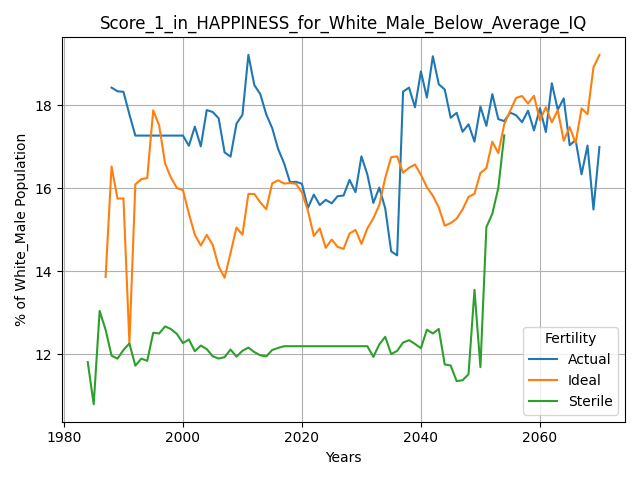 Score_1_in_HAPPINESS_for_White_Male_Below_Average_IQ
% of White_Male Population
18
16
14
12
1980
2000
2020
2040
2060
Years
Fertility
Actual
Ideal
Sterile